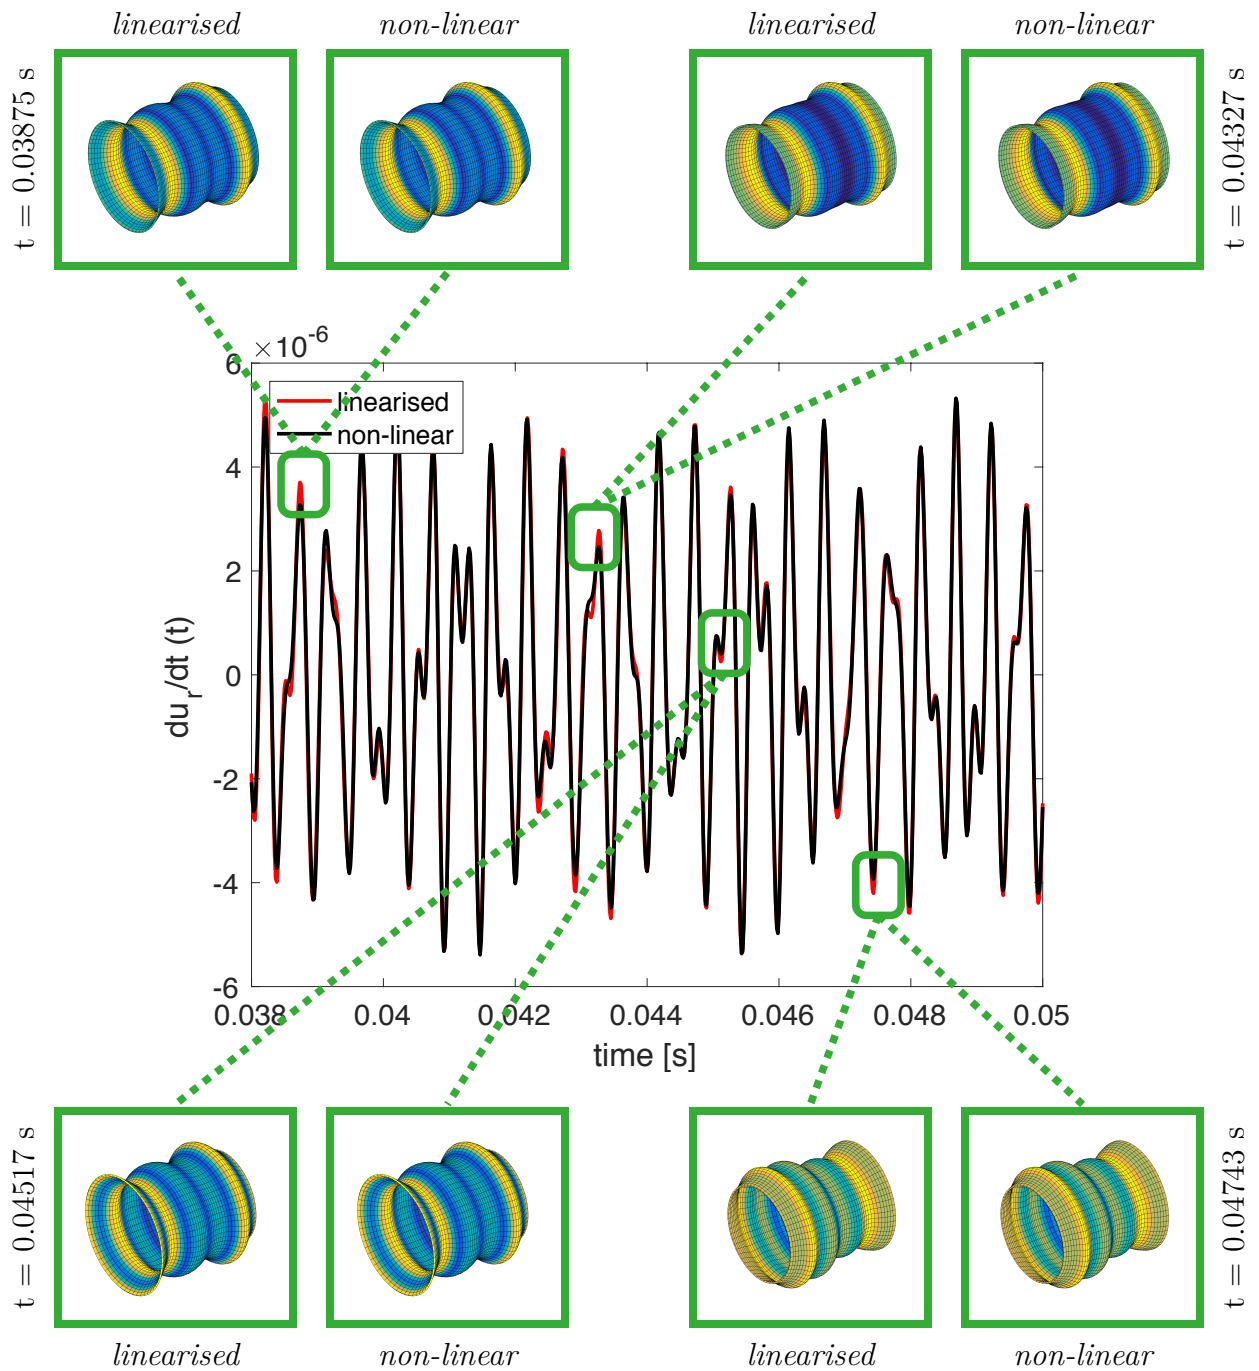 linearised
non-linear
linearised
non-linear
t = 0.03875 s
t = 0.04327 s
× 10⁻⁶
linearised
non-linear
6
4
2
0
-2
-4
-6
du_r/dt (t)
0.038
0.04
0.042
0.044
0.046
0.048
0.05
time [s]
t = 0.04517 s
t = 0.04743 s
linearised
non-linear
linearised
non-linear